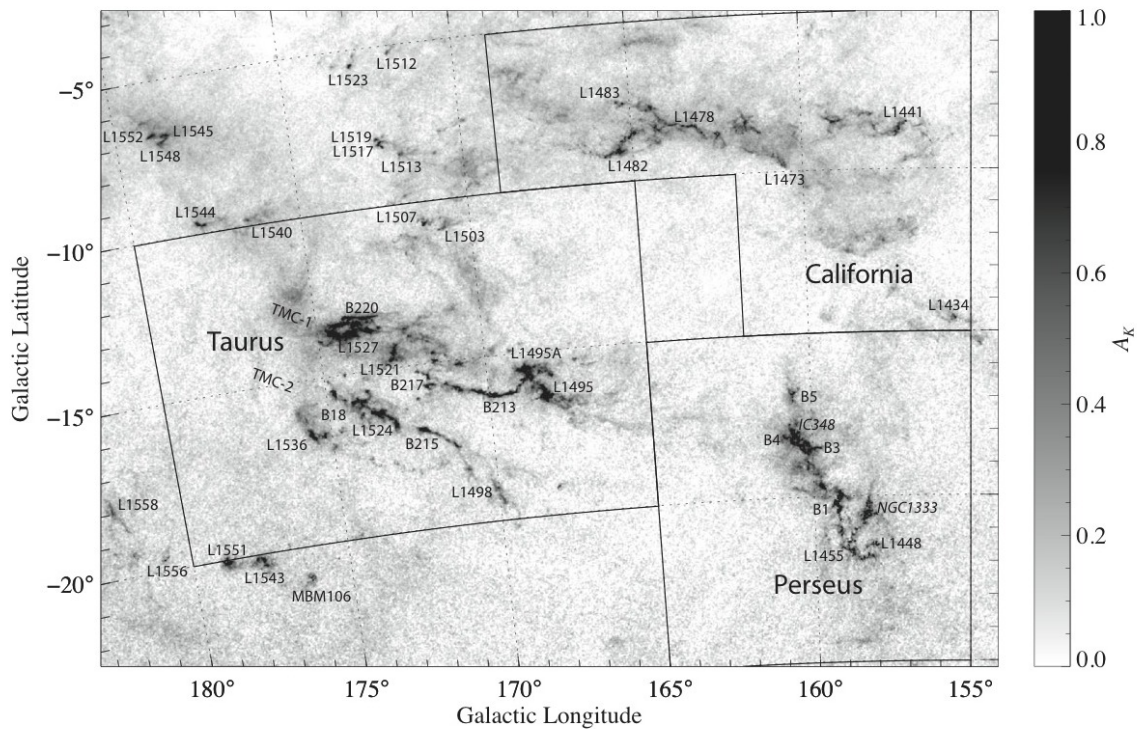 1.0
L1512
L1523
−5°
L1483
L1478
L1441
L1545
L1552
L1519
L1548
L1517
L1513
L1482
L1473
0.8
L1544
L1507
L1540
L1503
−10°
California
0.6
Galactic Latitude
TMC-1
B220
L1434
Taurus
L1527
L1495A
A_K
L1521
TMC-2
B217
L1495
B213
B5
0.4
−15°
B18
IC348
L1524
B4
B3
L1536
B215
L1498
L1558
B1
NGC1333
0.2
L1551
L1448
L1455
L1556
L1543
−20°
MBM106
Perseus
0.0
180°
175°
170°
165°
160°
155°
Galactic Longitude